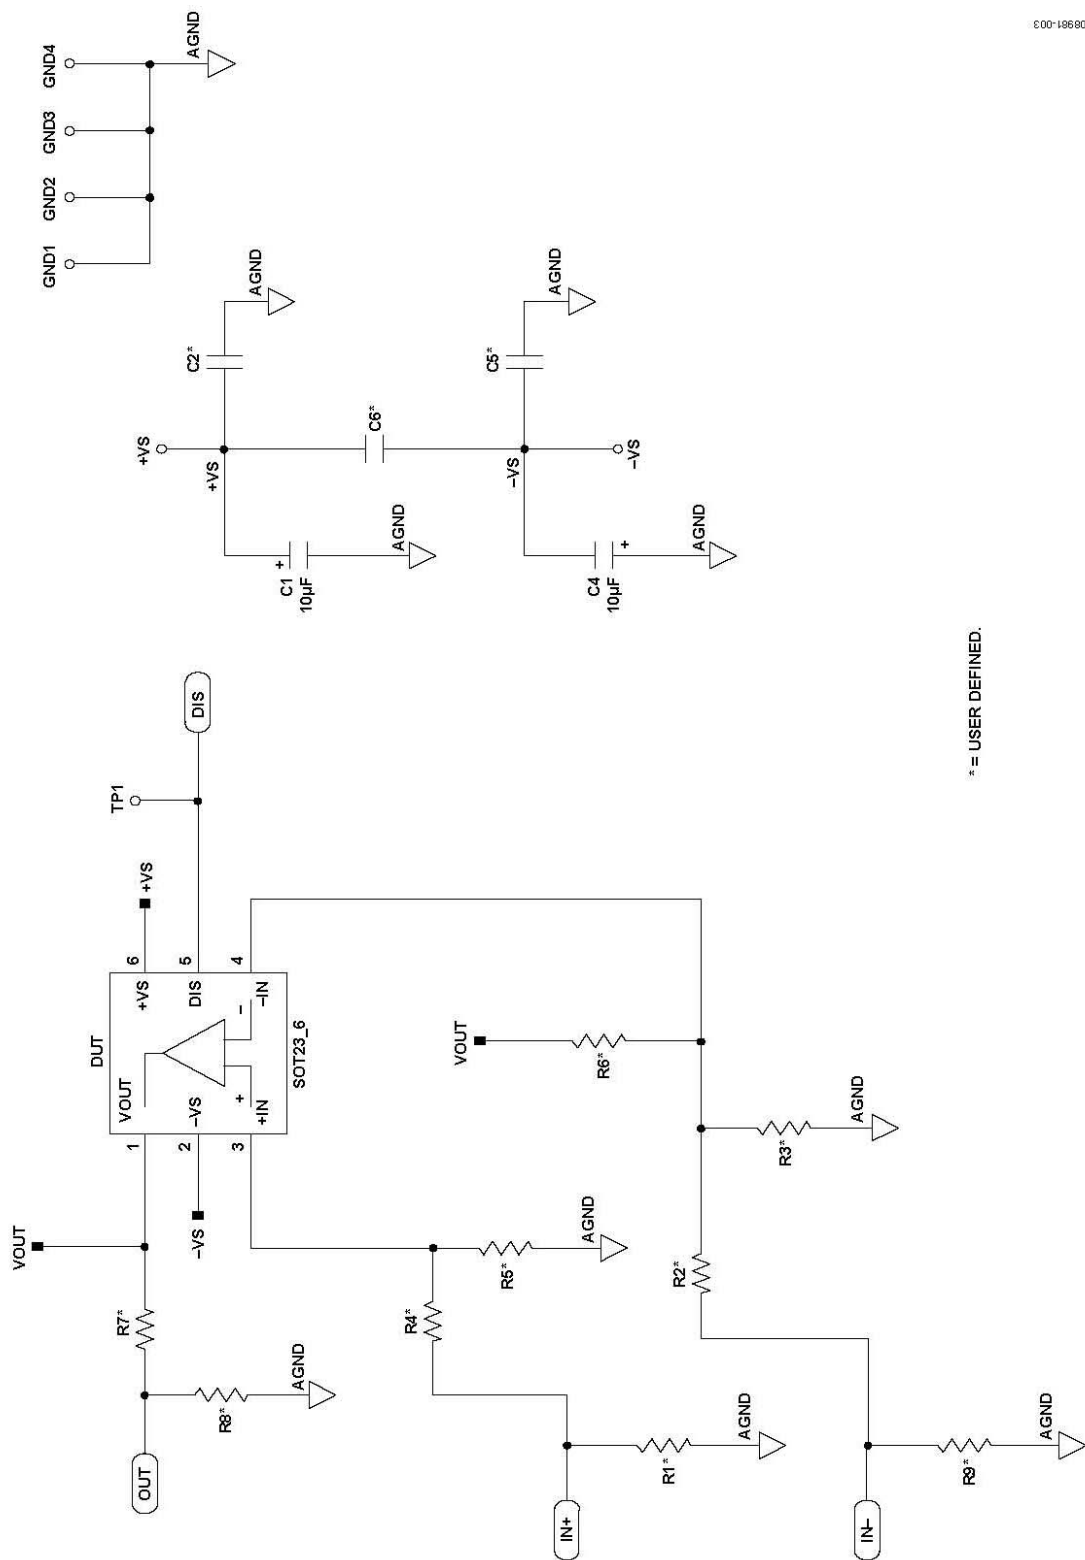 08981-003
GND4
GND3
GND2
GND1
AGND
+VS
+VS
C2*
AGND
C1
10µF
+
AGND
C6*
–VS
–VS
C5*
AGND
C4
10µF
+
AGND
TP1
DIS
+VS
DUT
6
5
4
+VS
DIS
–IN
–
VOUT
–VS
+IN
+
SOT23_6
1
2
3
VOUT
–VS
R7*
OUT
R8*
AGND
R4*
R5*
AGND
VOUT
R6*
R3*
AGND
R2*
IN+
R1*
AGND
IN–
R9*
AGND
* = USER DEFINED.